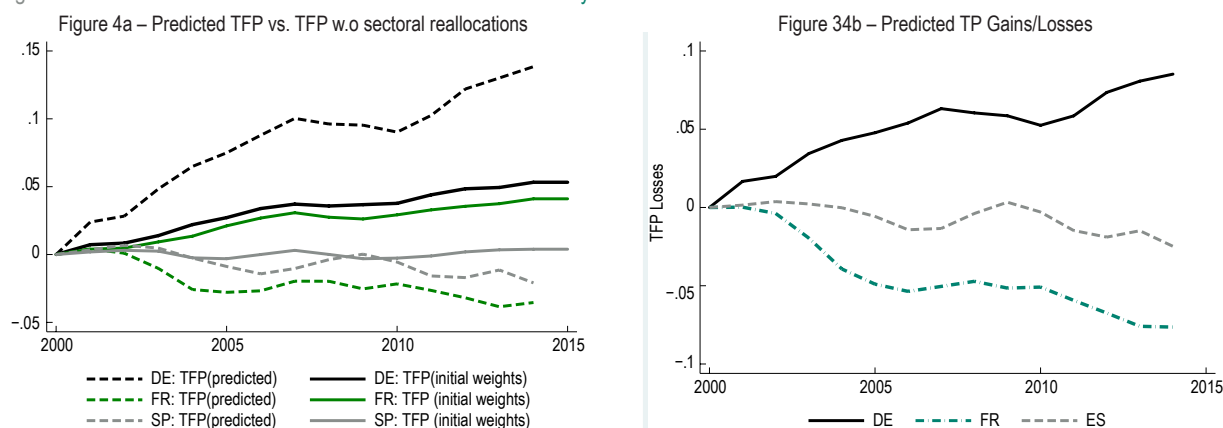 Figure 4a – Predicted TFP vs. TFP w.o sectoral reallocations
.15
.1
.05
0
−.05
2000
2005
2010
2015
DE: TFP(predicted)
DE: TFP(initial weights)
FR: TFP(predicted)
FR: TFP (initial weights)
SP: TFP(predicted)
SP: TFP (initial weights)
Figure 34b – Predicted TP Gains/Losses
TFP Losses
.1
.05
0
−.05
−.1
2000
2005
2010
2015
DE
FR
ES